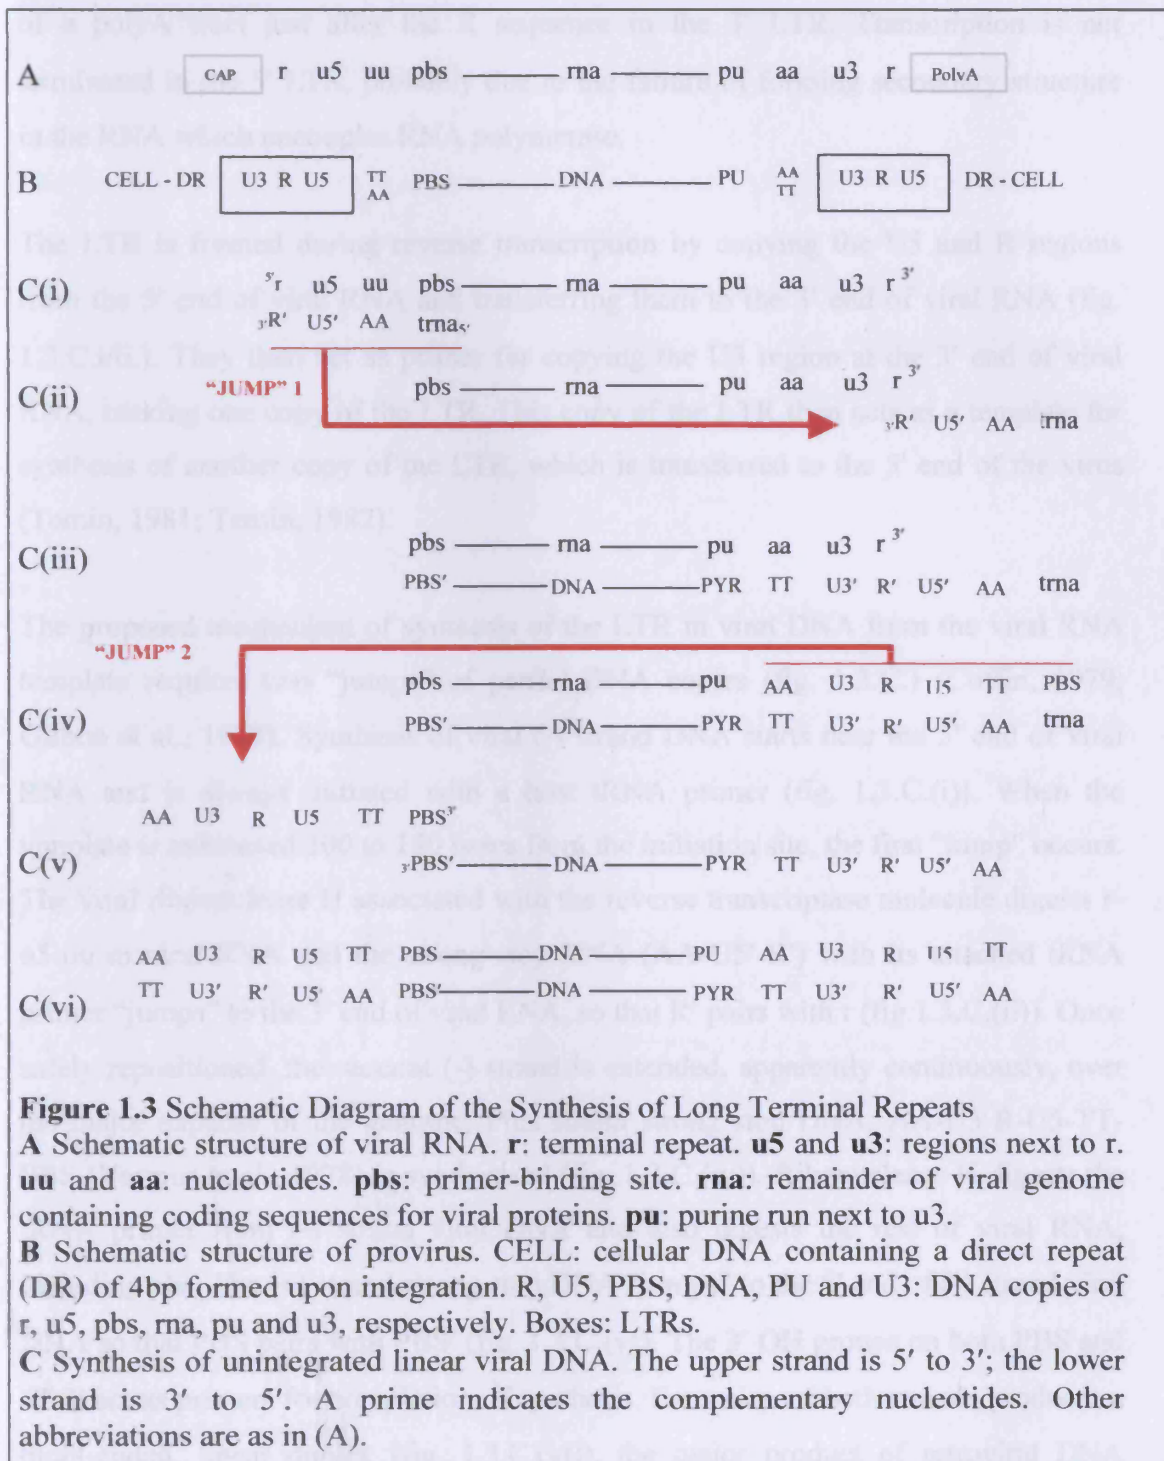 A CAP r u5 uu pbs rna pu aa u3 r PolyA
B CELL - DR U3 R U5 TT AA PBS DNA PU AA TT U3 R U5 DR - CELL
C(i) 5'r u5 uu pbs rna pu aa u3 r 3'
3'R' U5' AA trna5'
"JUMP" 1
C(ii) pbs rna pu aa u3 r 3'
3'R' U5' AA trna
C(iii) pbs rna pu aa u3 r 3'
PBS' DNA PYR TT U3' R' U5' AA trna
"JUMP" 2
C(iv) pbs rna pu AA U3 R U5 TT PBS
PBS' DNA PYR TT U3' R' U5' AA trna
AA U3 R U5 TT PBS3'
C(v) 3'PBS' DNA PYR TT U3' R' U5' AA
AA U3 R U5 TT PBS DNA PU AA U3 R U5 TT
C(vi) TT U3' R' U5' AA PBS' DNA PYR TT U3' R' U5' AA
Figure 1.3 Schematic Diagram of the Synthesis of Long Terminal Repeats
A Schematic structure of viral RNA. r: terminal repeat. u5 and u3: regions next to r.
uu and aa: nucleotides. pbs: primer-binding site. rna: remainder of viral genome
containing coding sequences for viral proteins. pu: purine run next to u3.
B Schematic structure of provirus. CELL: cellular DNA containing a direct repeat
(DR) of 4bp formed upon integration. R, U5, PBS, DNA, PU and U3: DNA copies of
r, u5, pbs, rna, pu and u3, respectively. Boxes: LTRs.
C Synthesis of unintegrated linear viral DNA. The upper strand is 5' to 3'; the lower
strand is 3' to 5'. A prime indicates the complementary nucleotides. Other
abbreviations are as in (A).